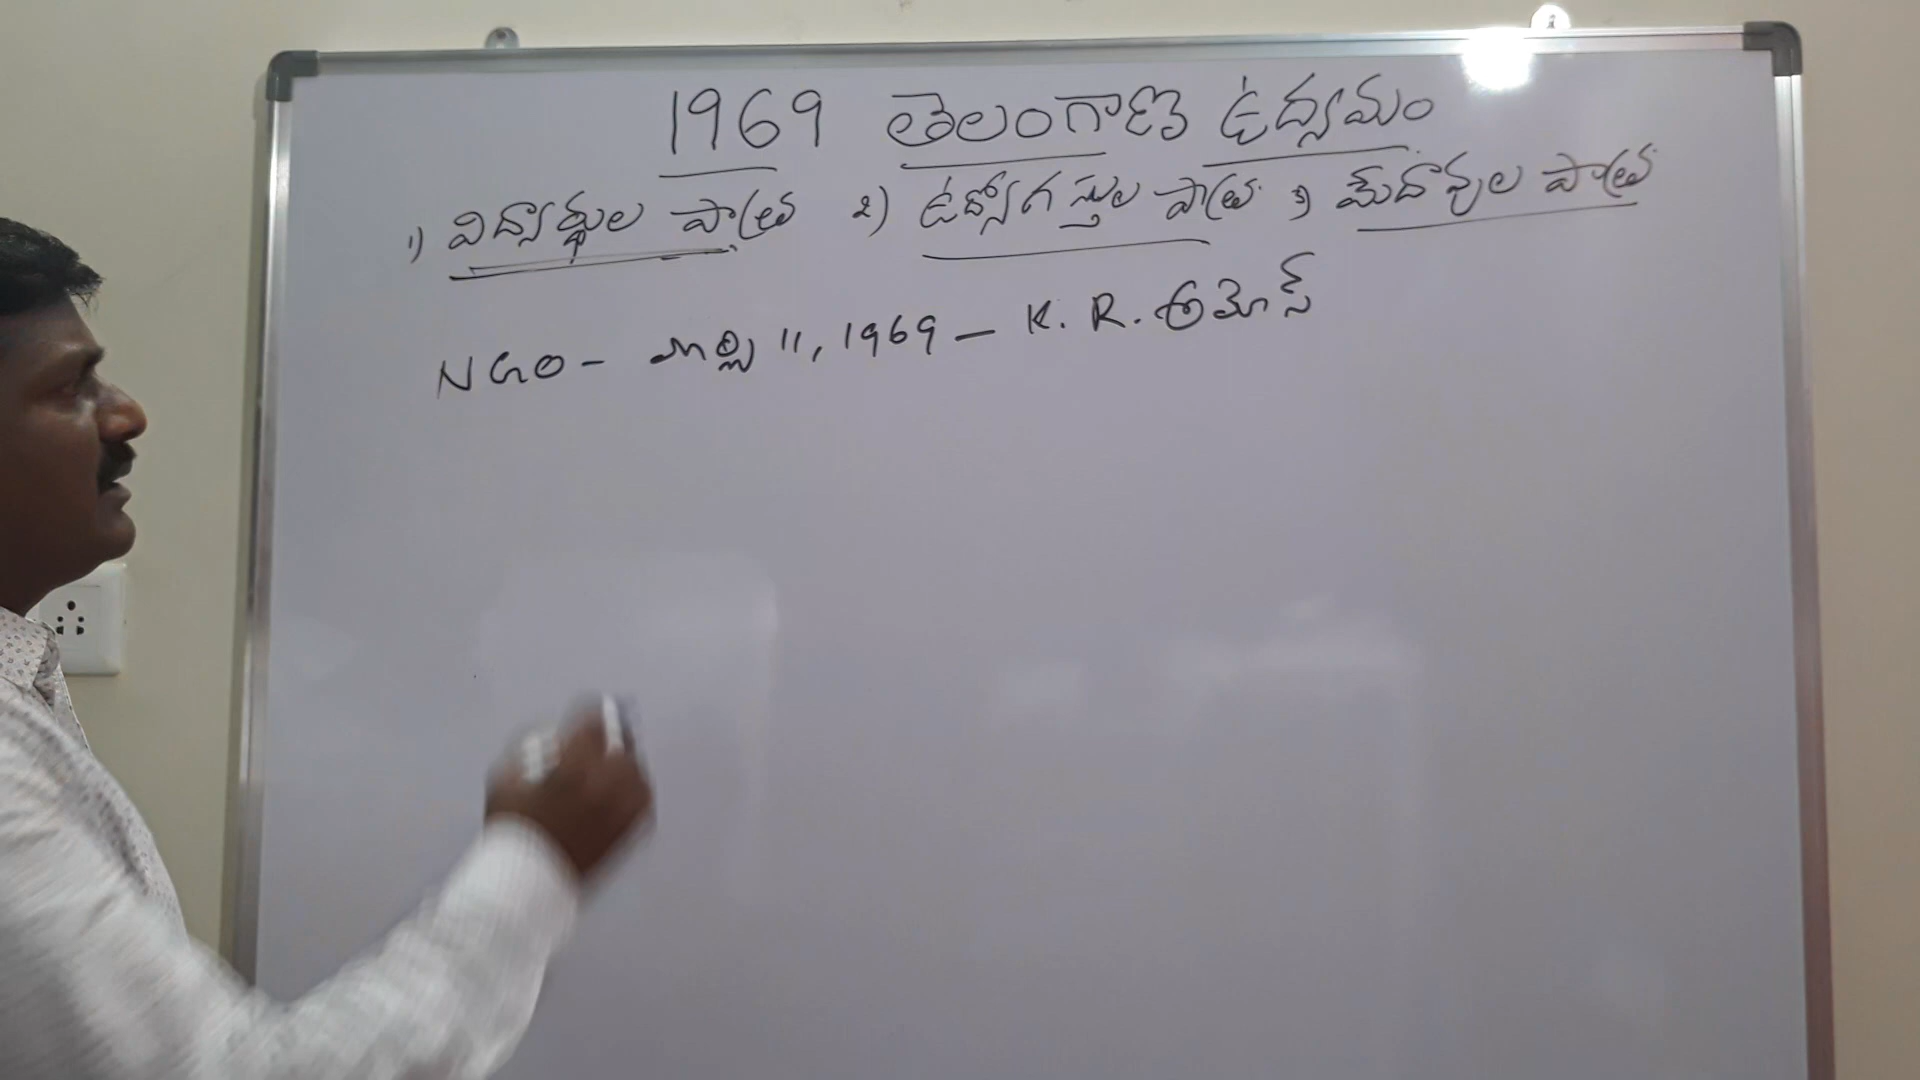 1969 తెలంగాణ ఉద్యమం
1) విద్యార్థుల పాత్ర 2) ఉద్యోగస్తుల పాత్ర 3) మేదావుల పాత్ర
NGO - మార్చి 11, 1969 - K. R. ఆమోస్